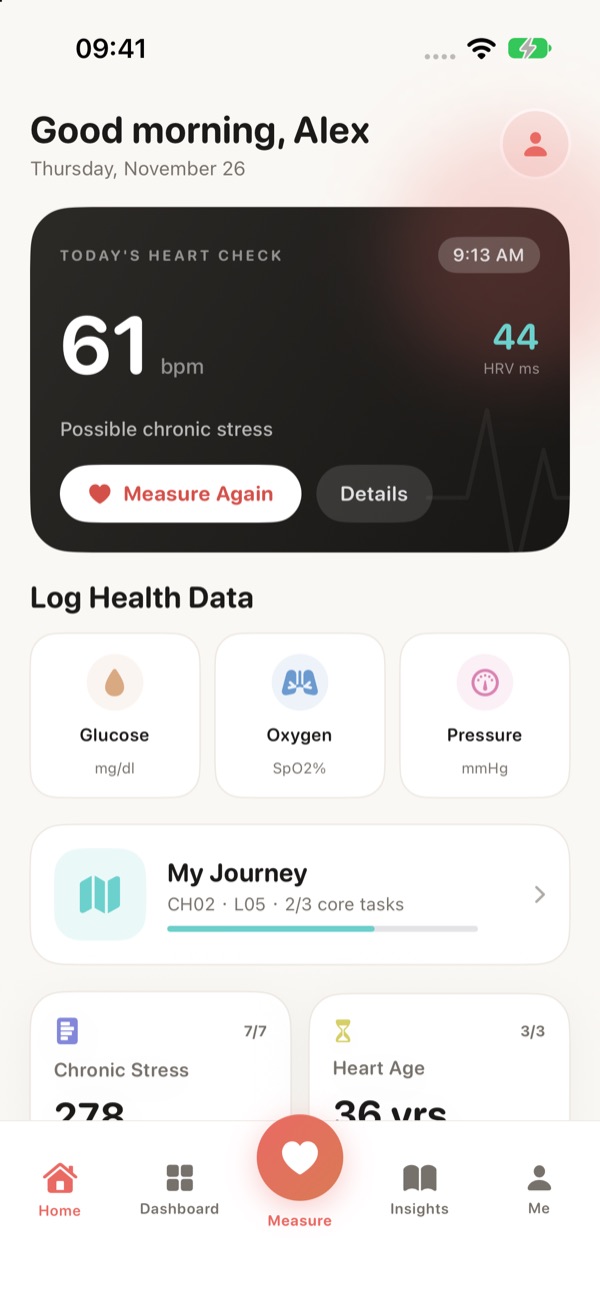 09:41
Good morning, Alex
Thursday, November 26
TODAY'S HEART CHECK
9:13 AM
61 bpm
44
HRV ms
Possible chronic stress
Measure Again
Details
Log Health Data
Glucose
mg/dl
Oxygen
SpO2%
Pressure
mmHg
My Journey
CH02 · L05 · 2/3 core tasks
7/7
Chronic Stress
278
3/3
Heart Age
36 yrs
Home
Dashboard
Measure
Insights
Me